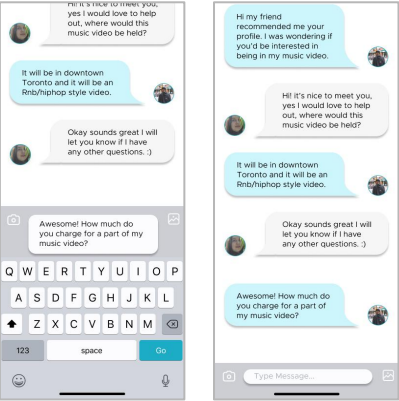 Hi! It's nice to meet you,
yes I would love to help
out, where would this
music video be held?
It will be in downtown
Toronto and it will be an
Rnb/hiphop style video.
Okay sounds great I will
let you know if I have
any other questions. :)
Awesome! How much do
you charge for a part of my
music video?
Q W E R T Y U I O P
A S D F G H J K L
Z X C V B N M
123 space Go
Hi my friend
recommended me your
profile. I was wondering if
you'd be interested in
being in my music video.
Hi! it's nice to meet you,
yes I would love to help
out, where would this
music video be held?
It will be in downtown
Toronto and it will be an
Rnb/hiphop style video.
Okay sounds great I will
let you know if I have
any other questions. :)
Awesome! How much do
you charge for a part of
my music video?
Type Message...